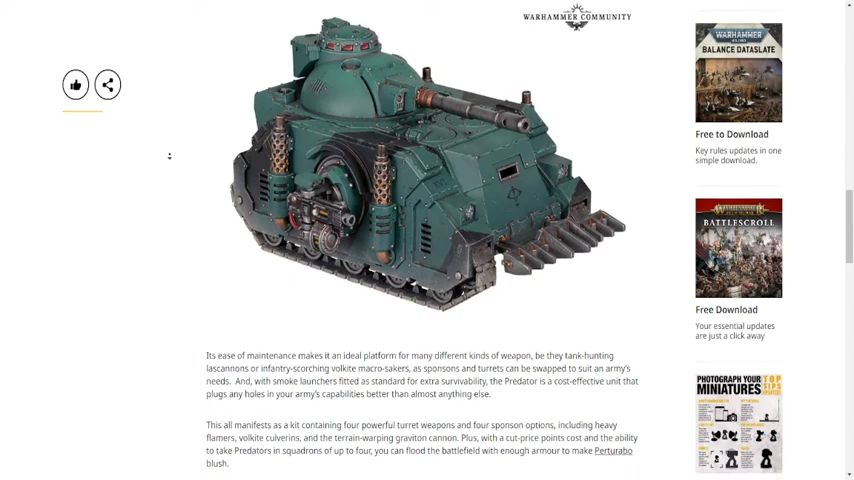 WARHAMMER COMMUNITY
WARHAMMER
BALANCE DATASLATE
Free to Download
Key rules updates in one
simple download.
BATTLESCROLL
Free Download
Your essential updates
are just a click away
PHOTOGRAPH YOUR
MINIATURES
TOP
TIPS
Its ease of maintenance makes it an ideal platform for many different kinds of weapon, be they tank-hunting
lascannons or infantry-scorching volkite macro-sakers, as sponsons and turrets can be swapped to suit an army's
needs. And, with smoke launchers fitted as standard for extra survivability, the Predator is a cost-effective unit that
plugs any holes in your army's capabilities better than almost anything else.
This all manifests as a kit containing four powerful turret weapons and four sponson options, including heavy
flamers, volkite culverins, and the terrain-warping graviton cannon. Plus, with a cut-price points cost and the ability
to take Predators in squadrons of up to four, you can flood the battlefield with enough armour to make Perturabo
blush.